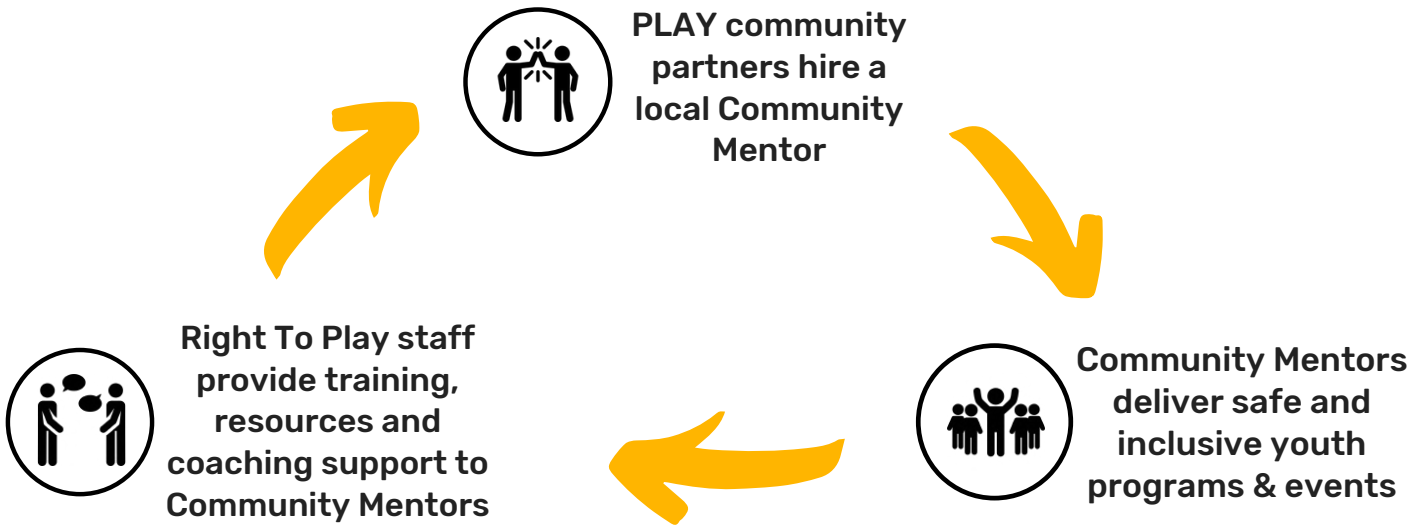 PLAY community
partners hire a
local Community
Mentor
Community Mentors
deliver safe and
inclusive youth
programs & events
Right To Play staff
provide training,
resources and
coaching support to
Community Mentors